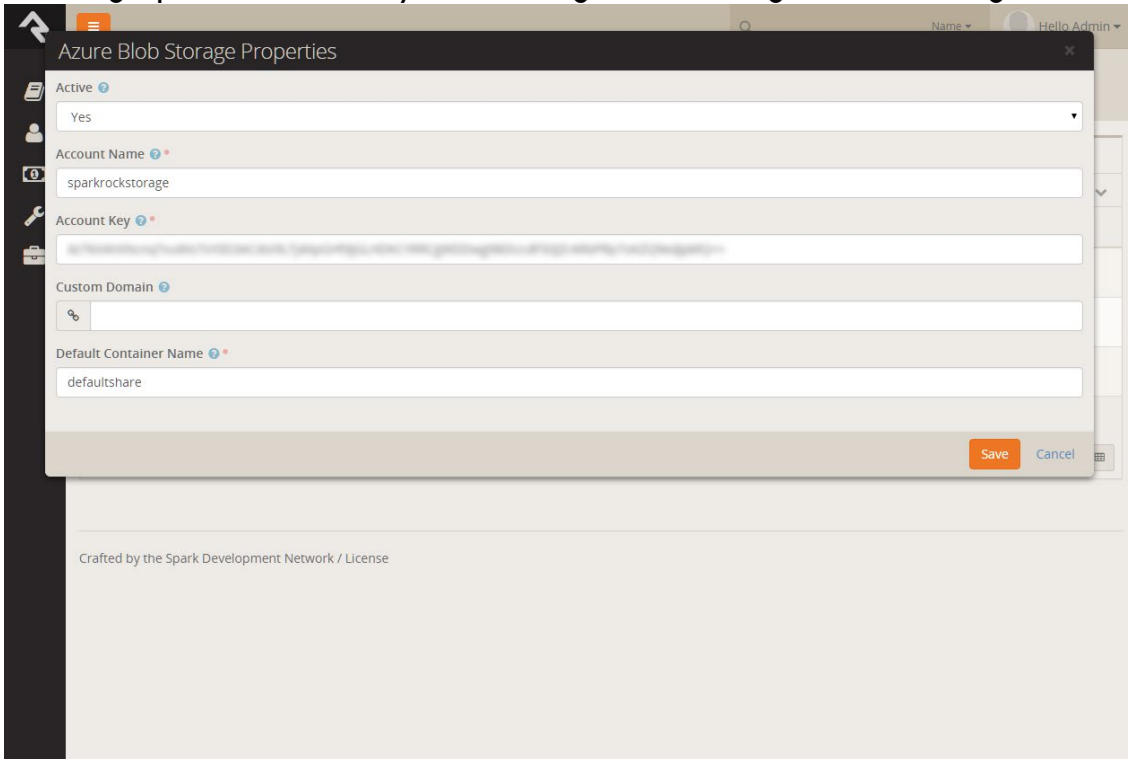 Name
Hello Admin
Azure Blob Storage Properties
×
Active
Yes
Account Name *
sparkrockstorage
Account Key *
Custom Domain
Default Container Name *
defaultshare
Save Cancel
Crafted by the Spark Development Network / License